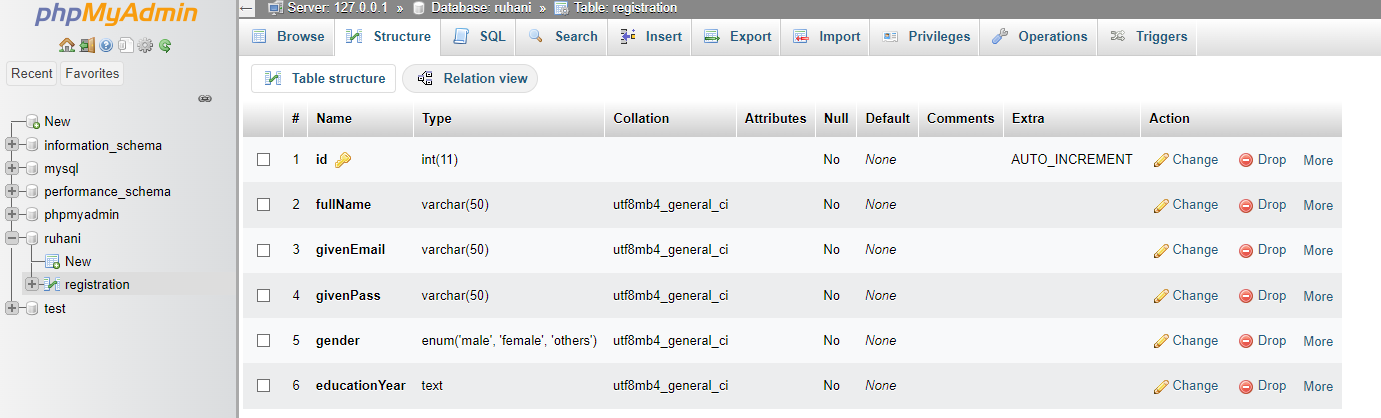 phpMyAdmin
Server: 127.0.0.1 » Database: ruhani » Table: registration
Browse Structure SQL Search Insert Export Import Privileges Operations Triggers
Recent Favorites
Table structure Relation view
New
information_schema
mysql
performance_schema
phpmyadmin
ruhani
New
registration
test
# Name Type Collation Attributes Null Default Comments Extra Action
1 id int(11) No None AUTO_INCREMENT Change Drop More
2 fullName varchar(50) utf8mb4_general_ci No None Change Drop More
3 givenEmail varchar(50) utf8mb4_general_ci No None Change Drop More
4 givenPass varchar(50) utf8mb4_general_ci No None Change Drop More
5 gender enum('male', 'female', 'others') utf8mb4_general_ci No None Change Drop More
6 educationYear text utf8mb4_general_ci No None Change Drop More